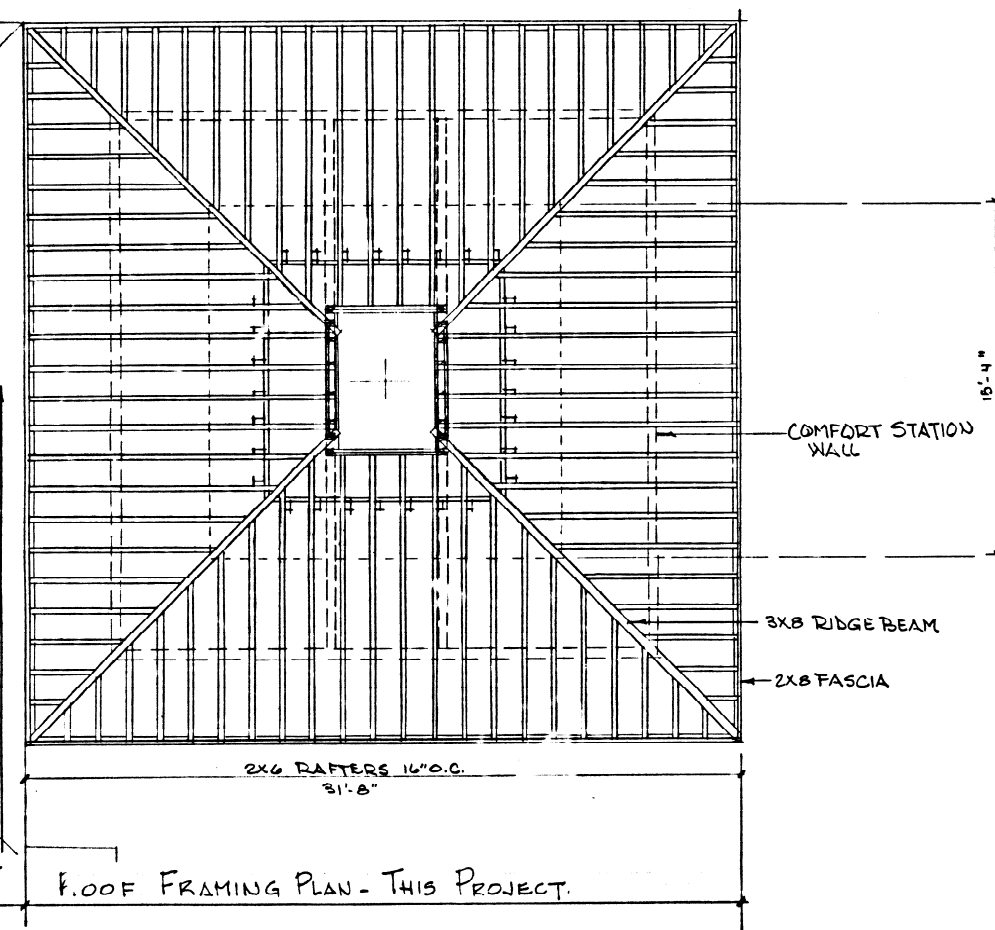 15'-4"
COMFORT STATION
WALL
3X8 RIDGE BEAM
2X8 FASCIA
2X6 RAFTERS 16" O.C.
31'-8"
ROOF FRAMING PLAN - THIS PROJECT.